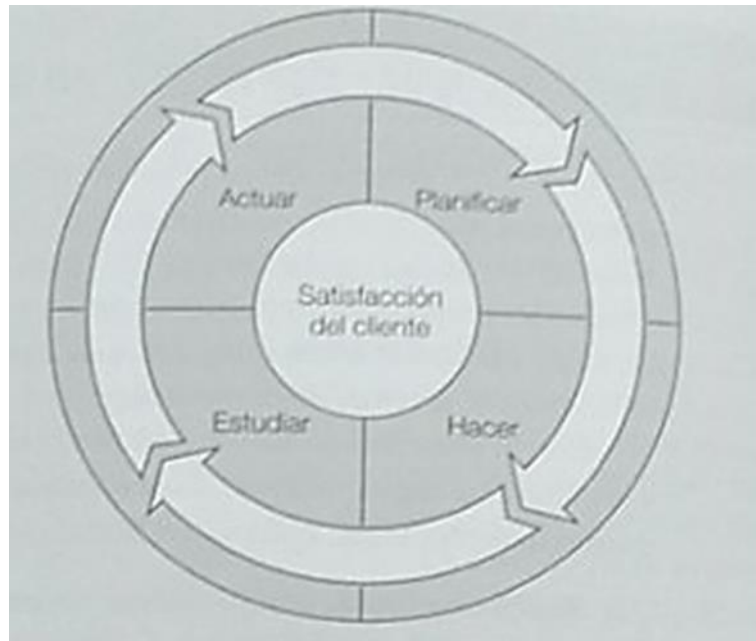 Actuar
Planificar
Satisfacción
del cliente
Estudiar
Hacer